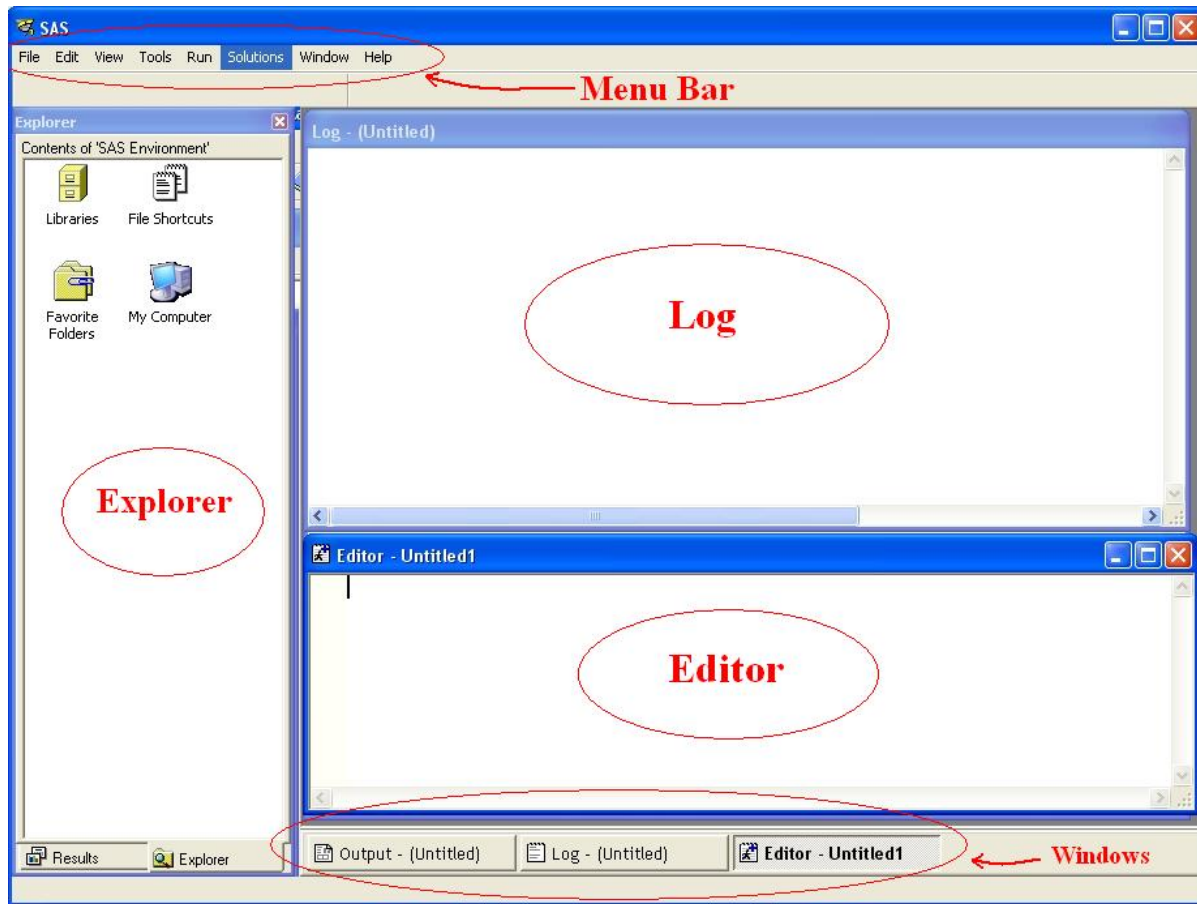 SAS
File Edit View Tools Run Solutions Window Help
Menu Bar
Explorer
Contents of 'SAS Environment'
Libraries File Shortcuts
Favorite Folders
My Computer
Explorer
Log - (Untitled)
Log
Editor - Untitled1
Editor
Results Explorer
Output - (Untitled) Log - (Untitled) Editor - Untitled1
Windows